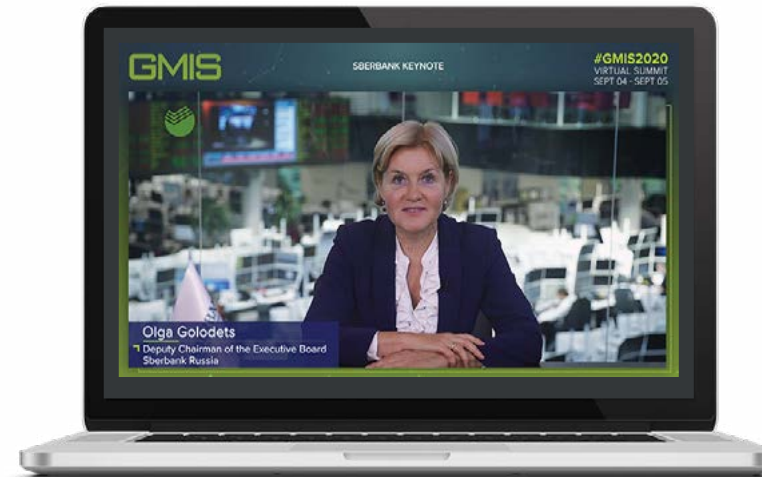 GMIS
SBERBANK KEYNOTE
#GMIS2020
VIRTUAL SUMMIT
SEPT 04 - SEPT 05
Olga Golodets
Deputy Chairman of the Executive Board
Sberbank Russia